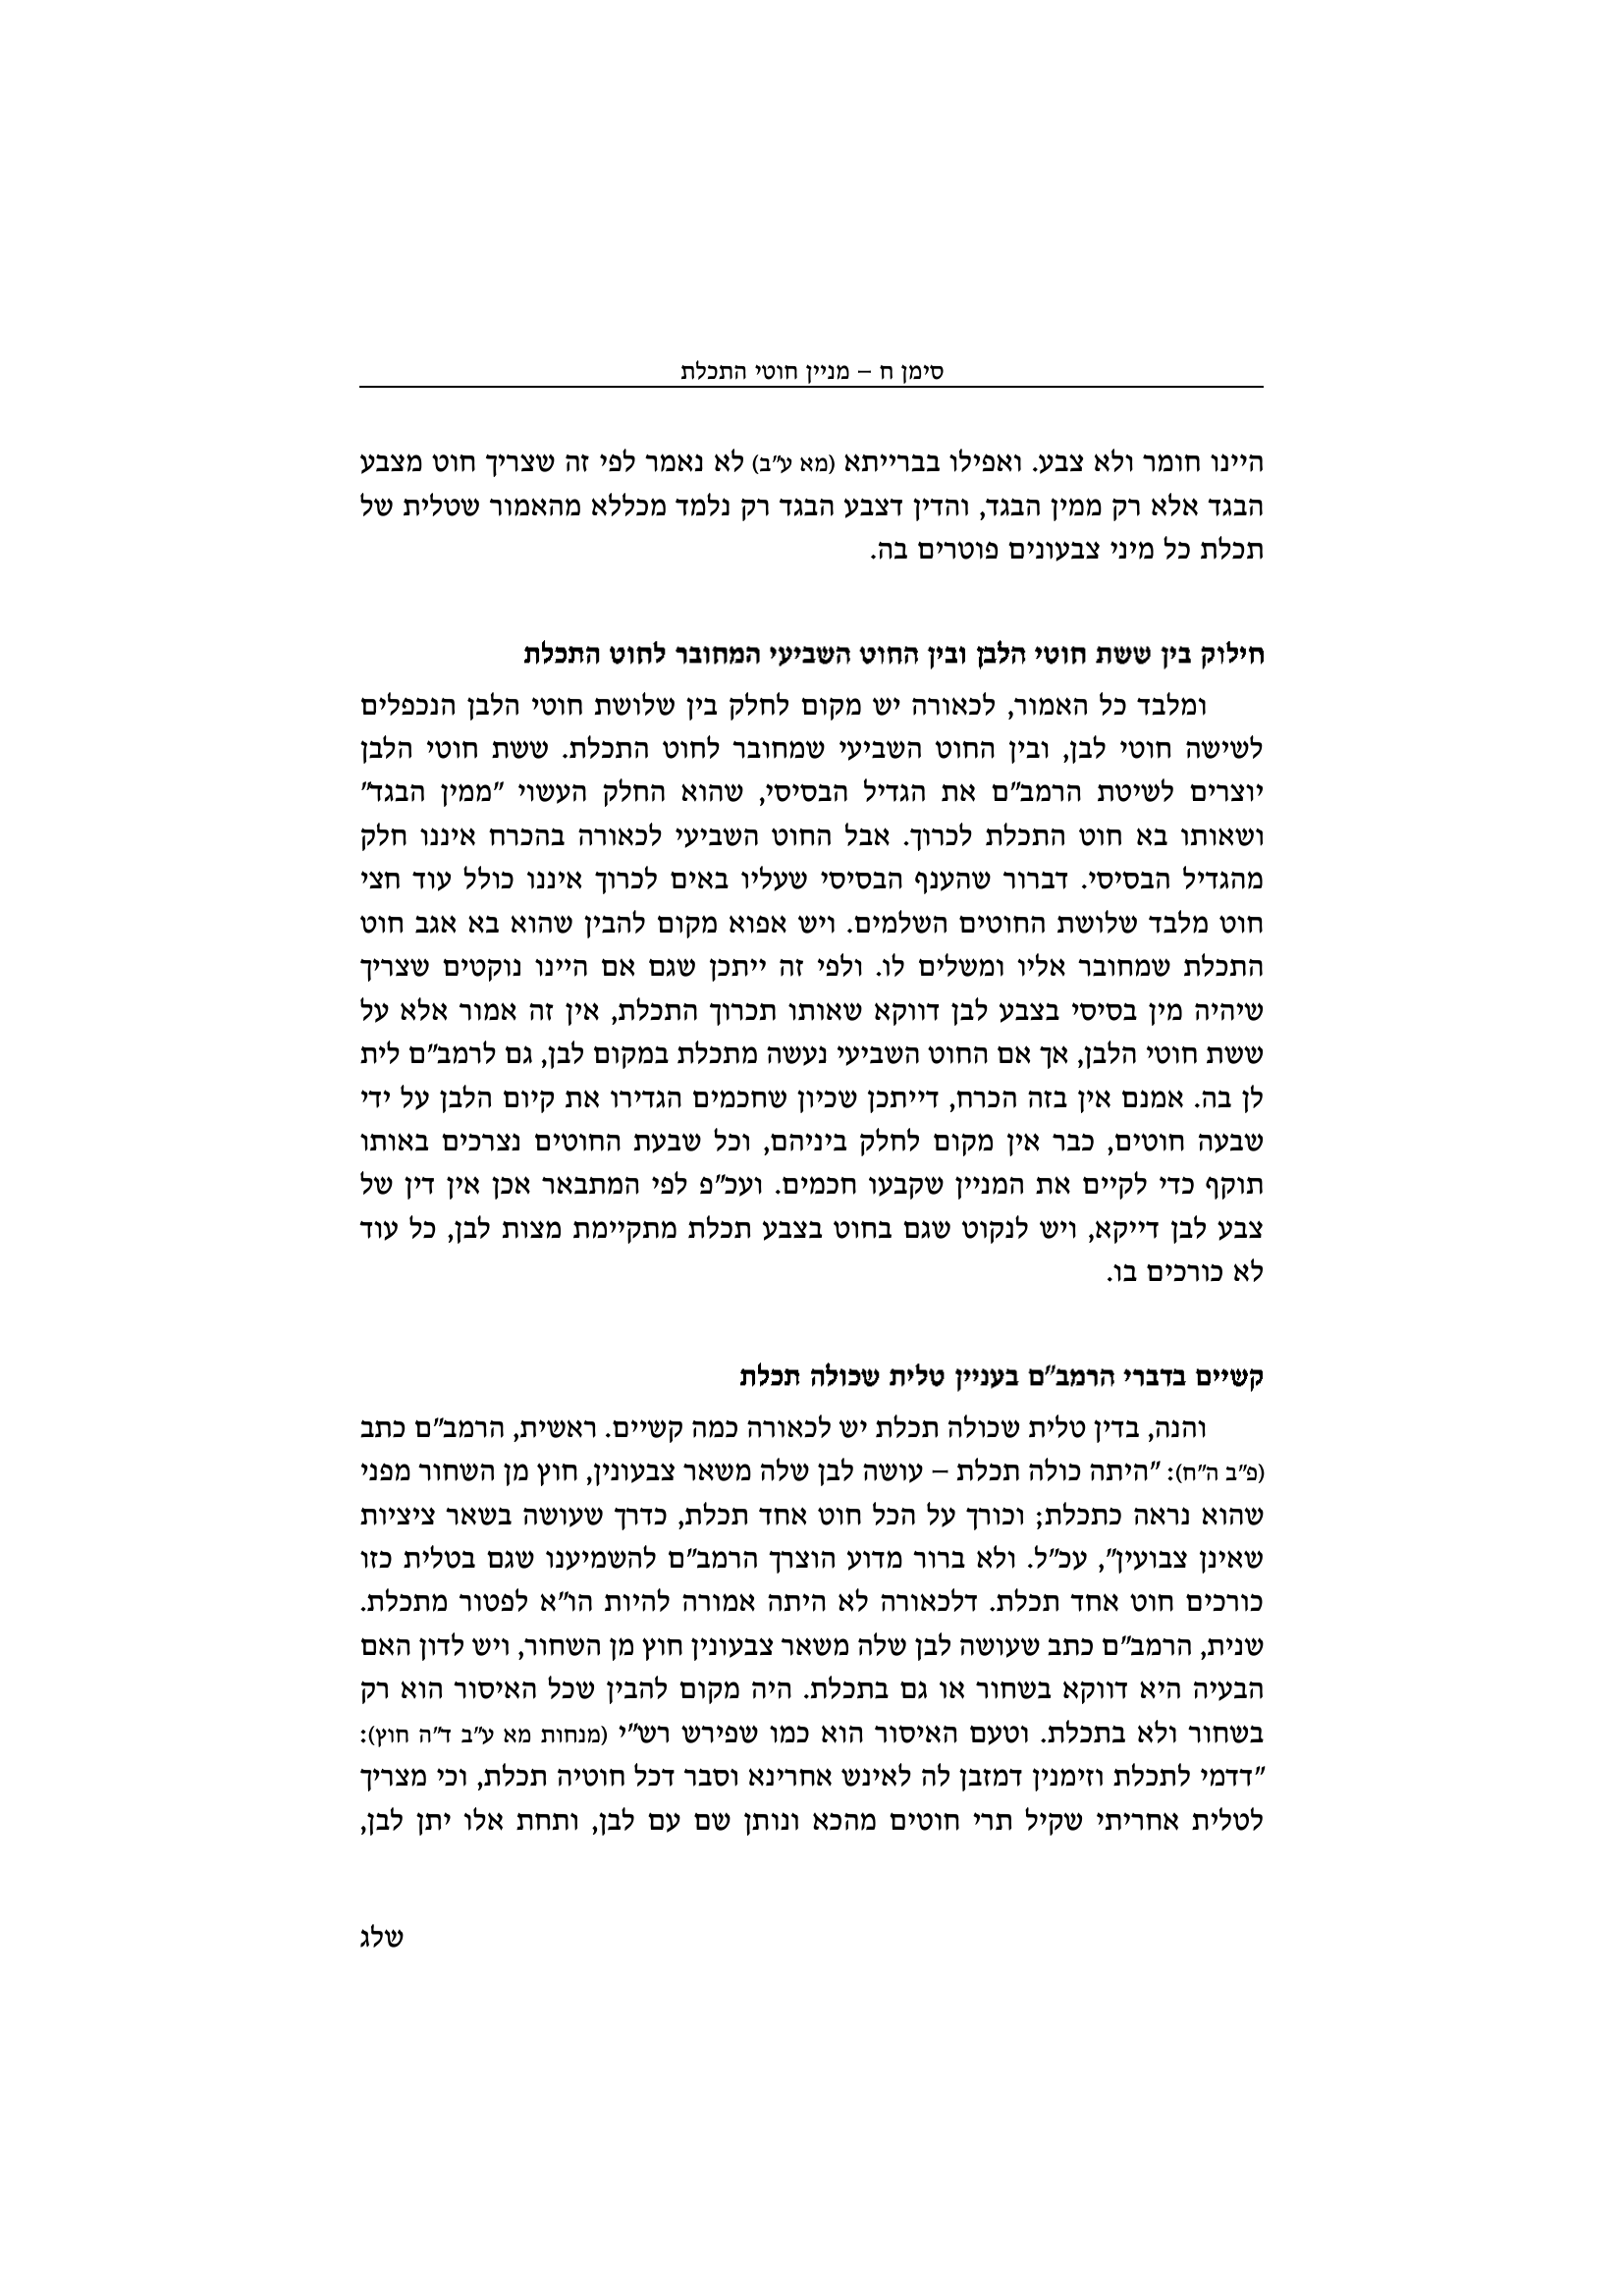 סימן ח – מניין חוטי התכלת
היינו חומר ולא צבע. ואפילו בברייתא (מא ע"ב) לא נאמר לפי זה שצריך חוט מצבע
הבגד אלא רק ממין הבגד, והדין דצבע הבגד רק נלמד מכללא מהאמור שטלית של
תכלת כל מיני צבעונים פוטרים בה.
חילוק בין ששת חוטי הלבן ובין החוט השביעי המחובר לחוט התכלת
ומלבד כל האמור, לכאורה יש מקום לחלק בין שלושת חוטי הלבן הנכפלים
לשישה חוטי לבן, ובין החוט השביעי שמחובר לחוט התכלת. ששת חוטי הלבן
יוצרים לשיטת הרמב"ם את הגדיל הבסיסי, שהוא החלק העשוי "ממין הבגד"
ושאותו בא חוט התכלת לכרוך. אבל החוט השביעי לכאורה בהכרח איננו חלק
מהגדיל הבסיסי. דברור שהענף הבסיסי שעליו באים לכרוך איננו כולל עוד חצי
חוט מלבד שלושת החוטים השלמים. ויש אפוא מקום להבין שהוא בא אגב חוט
התכלת שמחובר אליו ומשלים לו. ולפי זה ייתכן שגם אם היינו נוקטים שצריך
שיהיה מין בסיסי בצבע לבן דווקא שאותו תכרוך התכלת, אין זה אמור אלא על
ששת חוטי הלבן, אך אם החוט השביעי נעשה מתכלת במקום לבן, גם לרמב"ם לית
לן בה. אמנם אין בזה הכרח, דייתכן שכיון שחכמים הגדירו את קיום הלבן על ידי
שבעה חוטים, כבר אין מקום לחלק ביניהם, וכל שבעת החוטים נצרכים באותו
תוקף כדי לקיים את המניין שקבעו חכמים. ועכ"פ לפי המתבאר אכן אין דין של
צבע לבן דייקא, ויש לנקוט שגם בחוט בצבע תכלת מתקיימת מצות לבן, כל עוד
לא כורכים בו.
קשיים בדברי הרמב"ם בעניין טלית שכולה תכלת
והנה, בדין טלית שכולה תכלת יש לכאורה כמה קשיים. ראשית, הרמב"ם כתב
(פ"ב ה"ח): "היתה כולה תכלת – עושה לבן שלה משאר צבעונין, חוץ מן השחור מפני
שהוא נראה כתכלת; וכורך על הכל חוט אחד תכלת, כדרך שעושה בשאר ציציות
שאינן צבועין", עכ"ל. ולא ברור מדוע הוצרך הרמב"ם להשמיענו שגם בטלית כזו
כורכים חוט אחד תכלת. דלכאורה לא היתה אמורה להיות הו"א לפטור מתכלת.
שנית, הרמב"ם כתב שעושה לבן שלה משאר צבעונין חוץ מן השחור, ויש לדון האם
הבעיה היא דווקא בשחור או גם בתכלת. היה מקום להבין שכל האיסור הוא רק
בשחור ולא בתכלת. וטעם האיסור הוא כמו שפירש רש"י (מנחות מא ע"ב ד"ה חוץ):
"דדמי לתכלת וזימנין דמזבן לה לאינש אחרינא וסבר דכל חוטיה תכלת, וכי מצריך
לטלית אחריתי שקיל תרי חוטים מהכא ונותן שם עם לבן, ותחת אלו יתן לבן,
שלג